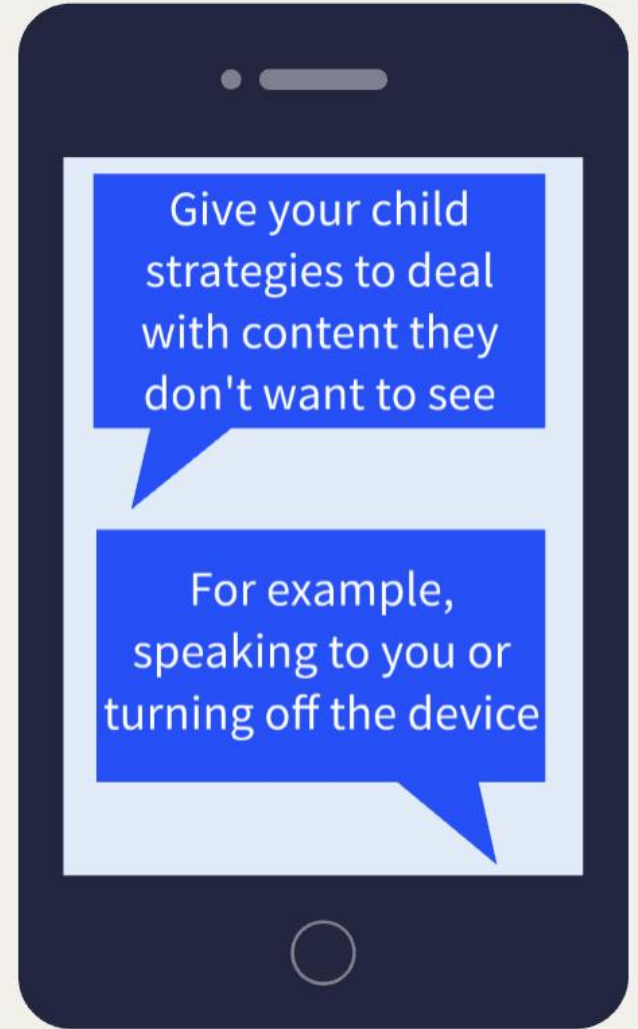 Give your child
strategies to deal
with content they
don't want to see
For example,
speaking to you or
turning off the device